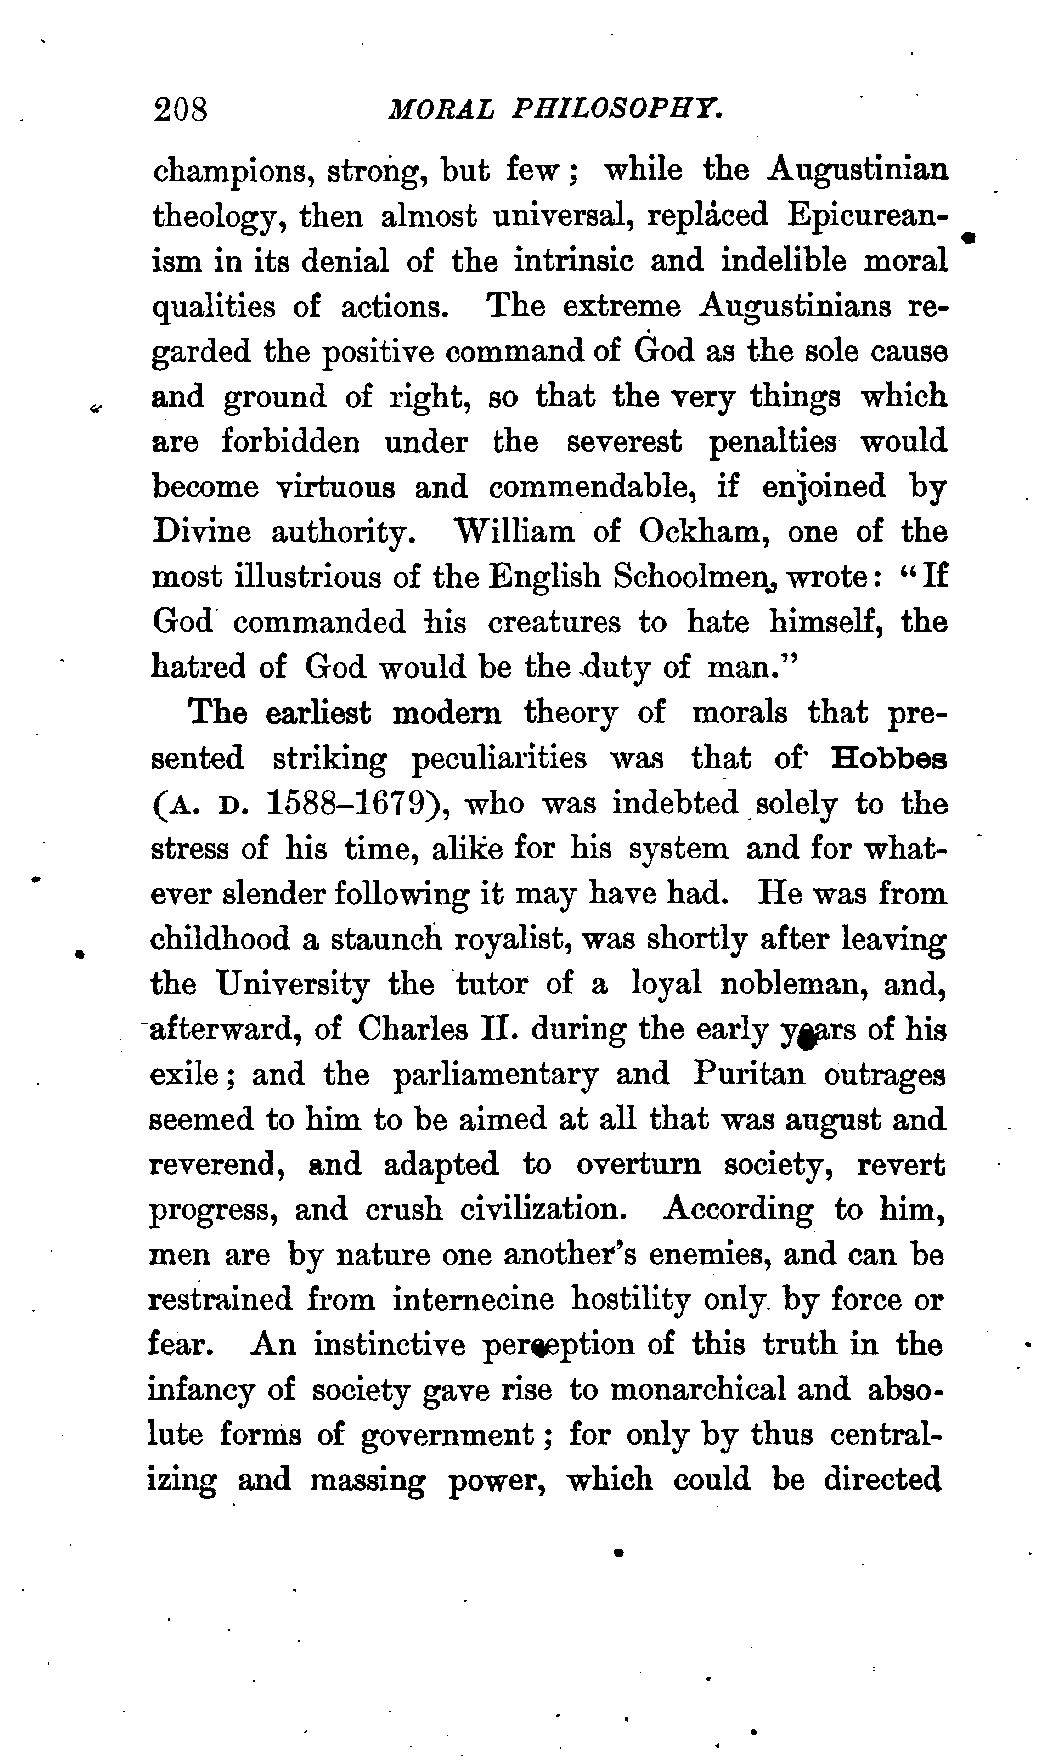 208 MORAL PHILOSOPHY.
champions, strong, but few ; while the Augustinian
theology, then almost universal, replaced Epicurean-
ism in its denial of the intrinsic and indelible moral
qualities of actions. The extreme Augustinians re-
garded the positive command of God as the sole cause
and ground of right, so that the very things which
are forbidden under the severest penalties would
become virtuous and commendable, if enjoined by
Divine authority. William of Ockham, one of the
most illustrious of the English Schoolmen, wrote: “If
God commanded his creatures to hate himself, the
hatred of God would be the duty of man.”
The earliest modern theory of morals that pre-
sented striking peculiarities was that of Hobbes
(A. D. 1588–1679), who was indebted solely to the
stress of his time, alike for his system and for what-
ever slender following it may have had. He was from
childhood a staunch royalist, was shortly after leaving
the University the tutor of a loyal nobleman, and,
afterward, of Charles II. during the early years of his
exile ; and the parliamentary and Puritan outrages
seemed to him to be aimed at all that was august and
reverend, and adapted to overturn society, revert
progress, and crush civilization. According to him,
men are by nature one another’s enemies, and can be
restrained from internecine hostility only by force or
fear. An instinctive perception of this truth in the
infancy of society gave rise to monarchical and abso-
lute forms of government ; for only by thus central-
izing and massing power, which could be directed